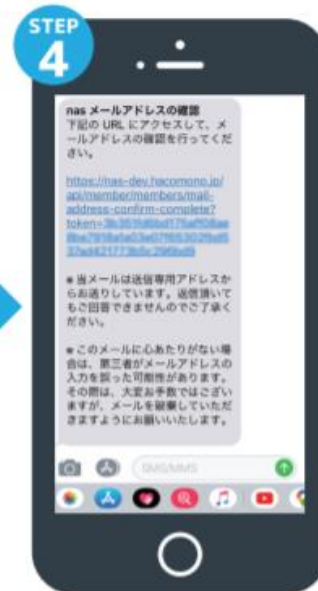 STEP
4
nas メールアドレスの確認
下記の URL にアクセスして、メ
ールアドレスの確認を行ってくだ
さい。
https://nas-dev.hacomono.jp/
api/member/members/mail-
address-confirm-complete?
token=
※ 当メールは送信専用アドレスか
らお送りしています。返信頂いて
もご回答できませんのでご了承く
ださい。
※ このメールに心あたりがない場
合は、第三者がメールアドレスの
入力を誤った可能性があります。
その際は、大変お手数ではござい
ますが、メールを破棄していただ
きますようにお願いいたします。
SMS/MMS